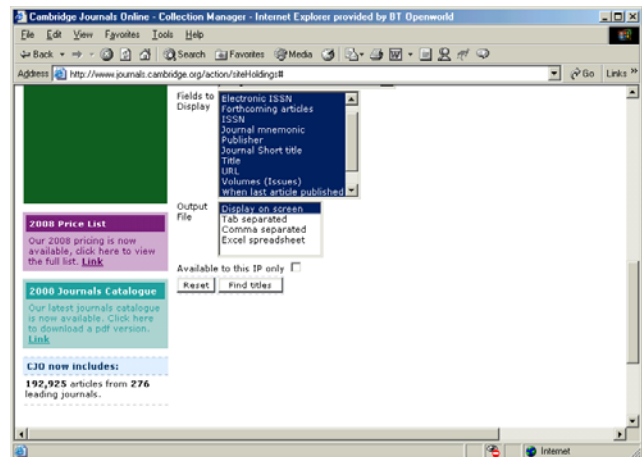 Cambridge Journals Online - Collection Manager - Internet Explorer provided by BT Openworld
File Edit View Favorites Tools Help
Back Search Favorites Media
Address http://www.journals.cambridge.org/action/siteHoldings# Go Links »
Fields to Display
Electronic ISSN
Forthcoming articles
ISSN
Journal mnemonic
Publisher
Journal Short title
Title
URL
Volumes (Issues)
When last article published
Output File
Display on screen
Tab separated
Comma separated
Excel spreadsheet
Available to this IP only
Reset Find titles
2008 Price List
Our 2008 pricing is now
available, click here to view
the full list. Link
2008 Journals Catalogue
Our latest journals catalogue
is now available. Click here
to download a pdf version.
Link
CJO now includes:
192,925 articles from 276
leading journals.
Internet